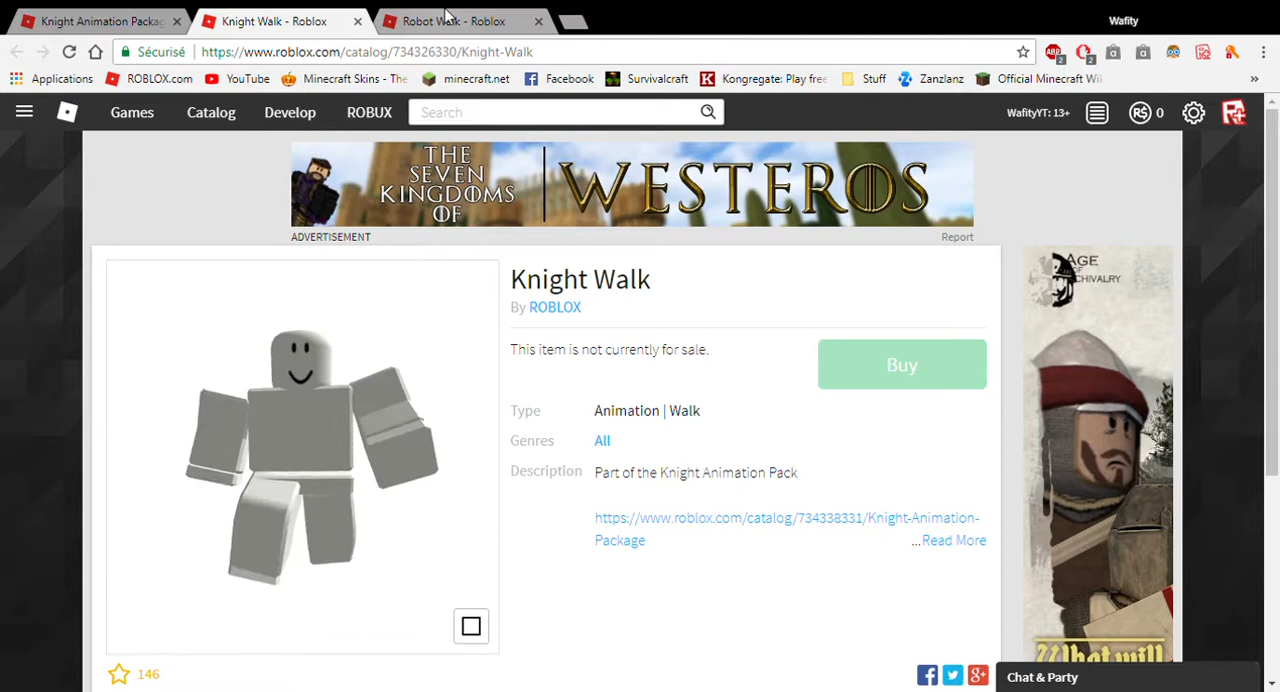 Knight Animation Packag
Knight Walk - Roblox
Robot Walk - Roblox
Wafity
Sécurisé
https://www.roblox.com/catalog/734326330/Knight-Walk
Applications
ROBLOX.com
YouTube
Minecraft Skins - The
minecraft.net
Facebook
Survivalcraft
Kongregate: Play free
Stuff
Zanzlanz
Official Minecraft Wik
»
Games
Catalog
Develop
ROBUX
Search
WafityYT: 13+
R$ 0
R+
THE SEVEN KINGDOMS OF
WESTEROS
ADVERTISEMENT
Report
Knight Walk
By ROBLOX
This item is not currently for sale.
Buy
Type
Animation | Walk
Genres
All
Description
Part of the Knight Animation Pack
https://www.roblox.com/catalog/734338331/Knight-Animation-
Package
...Read More
146
AGE
OF
CHIVALRY
What will
Chat & Party